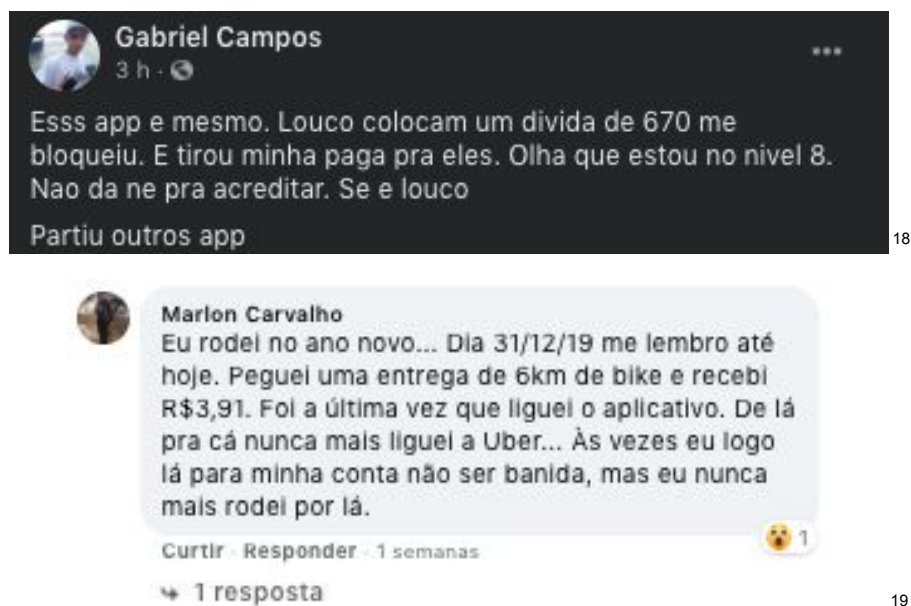 Gabriel Campos
3 h ·
Esss app e mesmo. Louco colocam um divida de 670 me
bloqueiu. E tirou minha paga pra eles. Olha que estou no nivel 8.
Nao da ne pra acreditar. Se e louco
Partiu outros app
18
Marlon Carvalho
Eu rodei no ano novo... Dia 31/12/19 me lembro até
hoje. Peguei uma entrega de 6km de bike e recebi
R$3,91. Foi a última vez que liguei o aplicativo. De lá
pra cá nunca mais liguei a Uber... Às vezes eu logo
lá para minha conta não ser banida, mas eu nunca
mais rodei por lá.
1
Curtir · Responder · 1 semanas
1 resposta
19